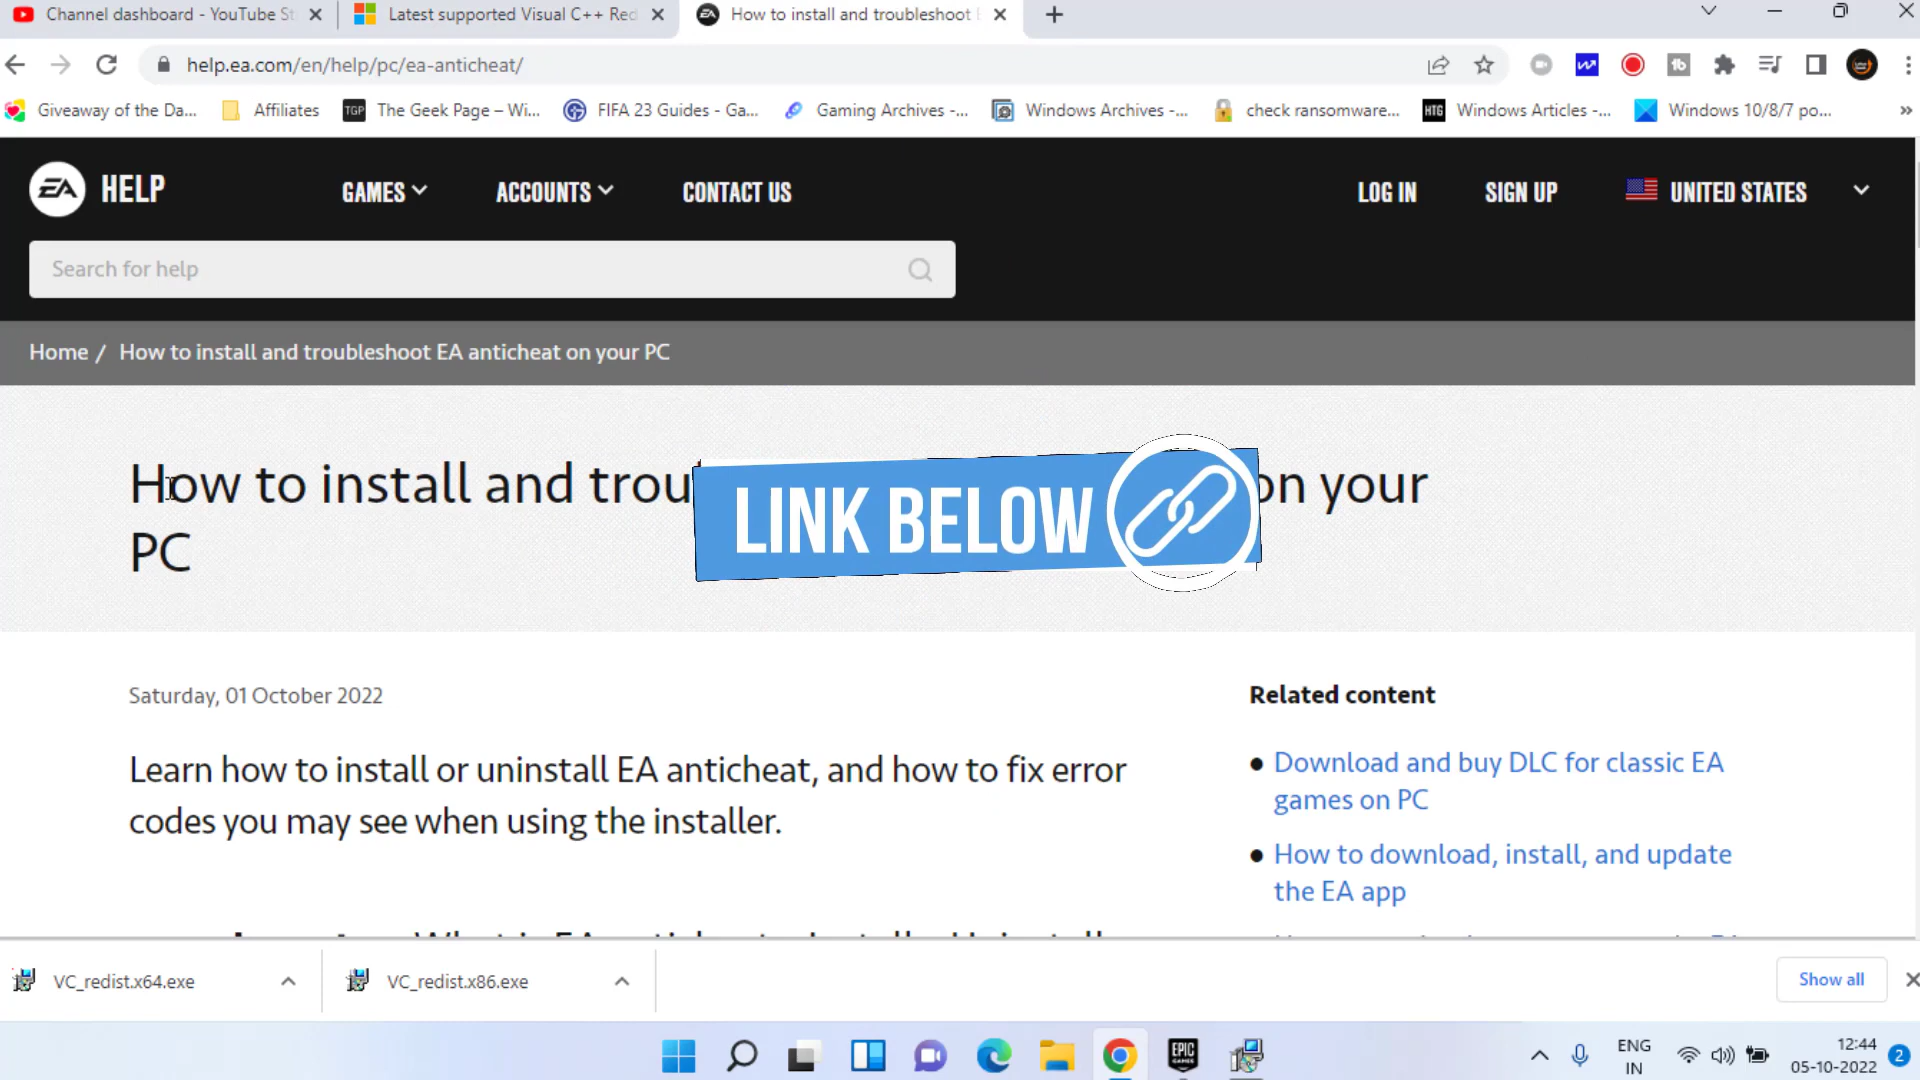 Channel dashboard - YouTube St
Latest supported Visual C++ Red
How to install and troubleshoot E
help.ea.com/en/help/pc/ea-anticheat/
Giveaway of the Da...
Affiliates
TGP
The Geek Page – Wi...
FIFA 23 Guides - Ga...
Gaming Archives -...
Windows Archives -...
check ransomware...
HTG
Windows Articles -...
Windows 10/8/7 po...
EA HELP
GAMES
ACCOUNTS
CONTACT US
LOG IN
SIGN UP
UNITED STATES
Search for help
Home / How to install and troubleshoot EA anticheat on your PC
How to install and trou on your
PC
LINK BELOW
Saturday, 01 October 2022
Learn how to install or uninstall EA anticheat, and how to fix error
codes you may see when using the installer.
Related content
Download and buy DLC for classic EA
games on PC
How to download, install, and update
the EA app
VC_redist.x64.exe
VC_redist.x86.exe
Show all
EPIC
GAMES
ENG
IN
12:44
05-10-2022
2